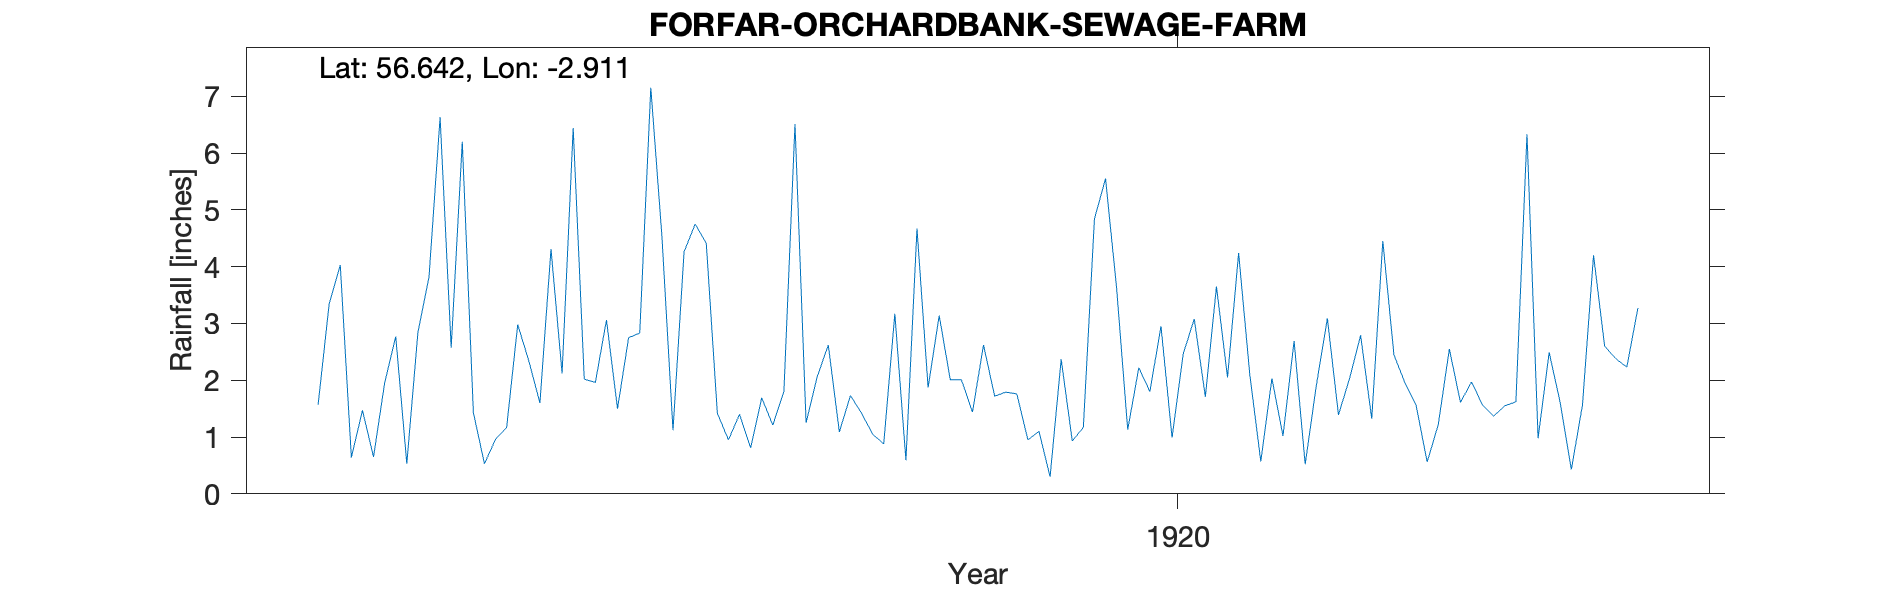 FORFAR-ORCHARDBANK-SEWAGE-FARM
Lat: 56.642, Lon: -2.911
7
6
5
4
3
2
1
0
Rainfall [inches]
1920
Year